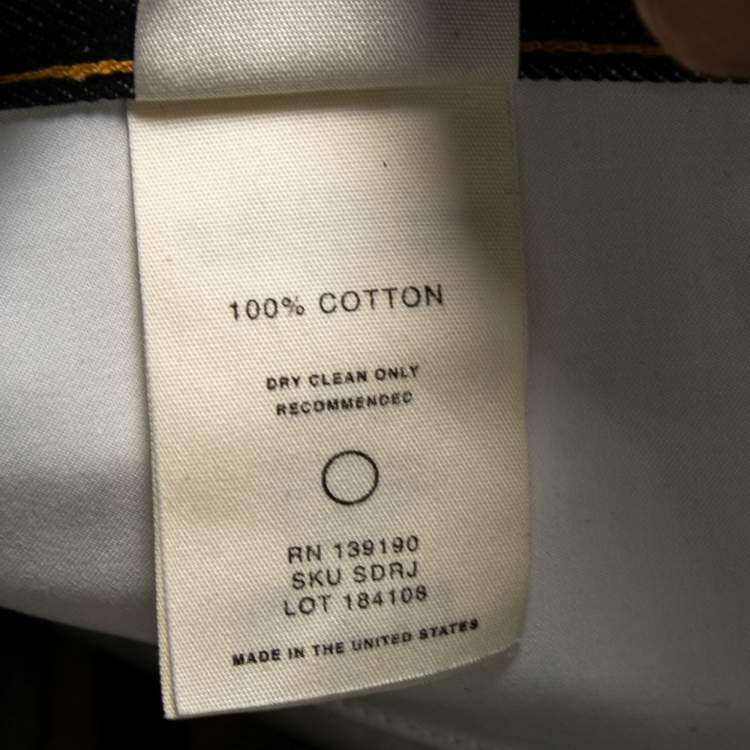 100% COTTON
DRY CLEAN ONLY
RECOMMENDED
RN 139190
SKU SDRJ
LOT 184108
MADE IN THE UNITED STATES